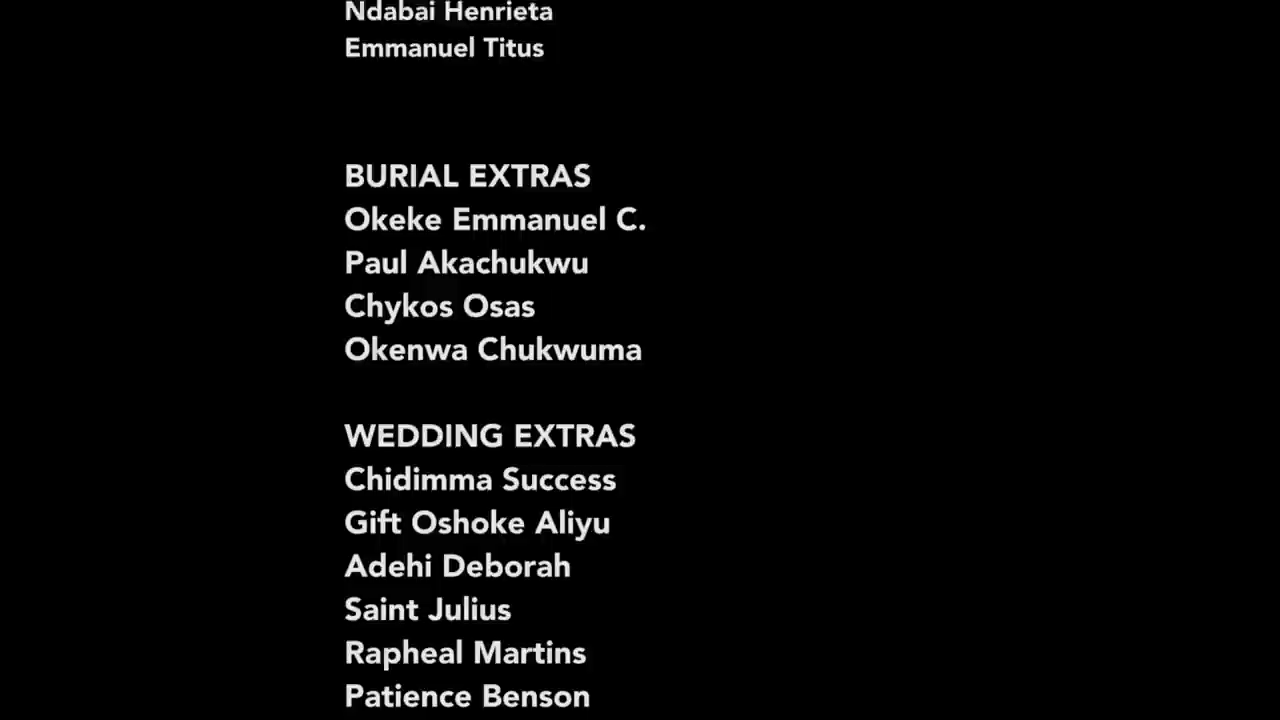 Ndabai Henrieta
Emmanuel Titus
BURIAL EXTRAS
Okeke Emmanuel C.
Paul Akachukwu
Chykos Osas
Okenwa Chukwuma
WEDDING EXTRAS
Chidimma Success
Gift Oshoke Aliyu
Adehi Deborah
Saint Julius
Rapheal Martins
Patience Benson